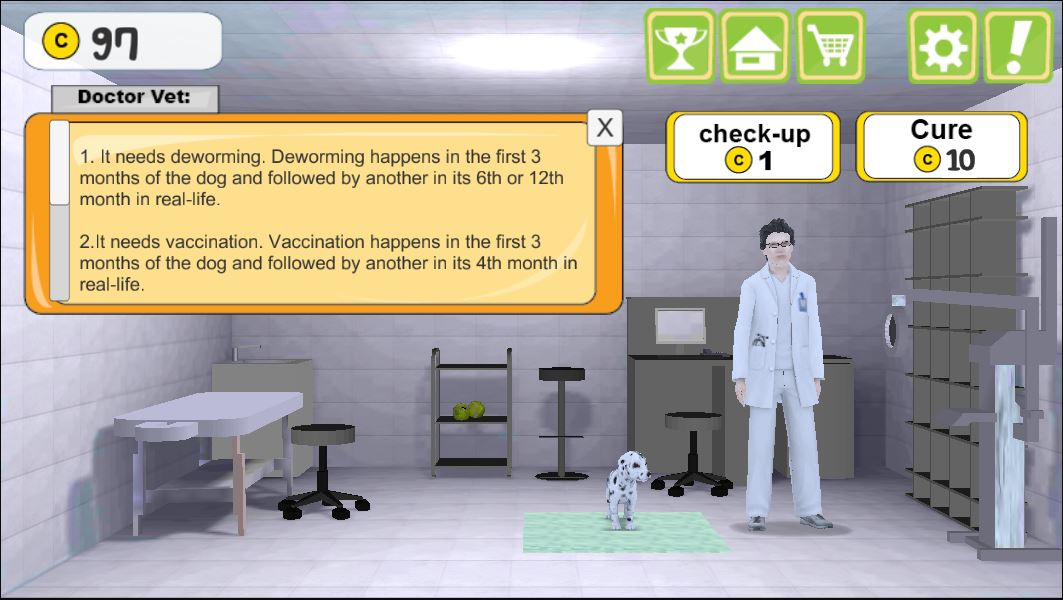 C 97
Doctor Vet:
X
1. It needs deworming. Deworming happens in the first 3
months of the dog and followed by another in its 6th or 12th
month in real-life.
2.It needs vaccination. Vaccination happens in the first 3
months of the dog and followed by another in its 4th month in
real-life.
check-up
C 1
Cure
C 10